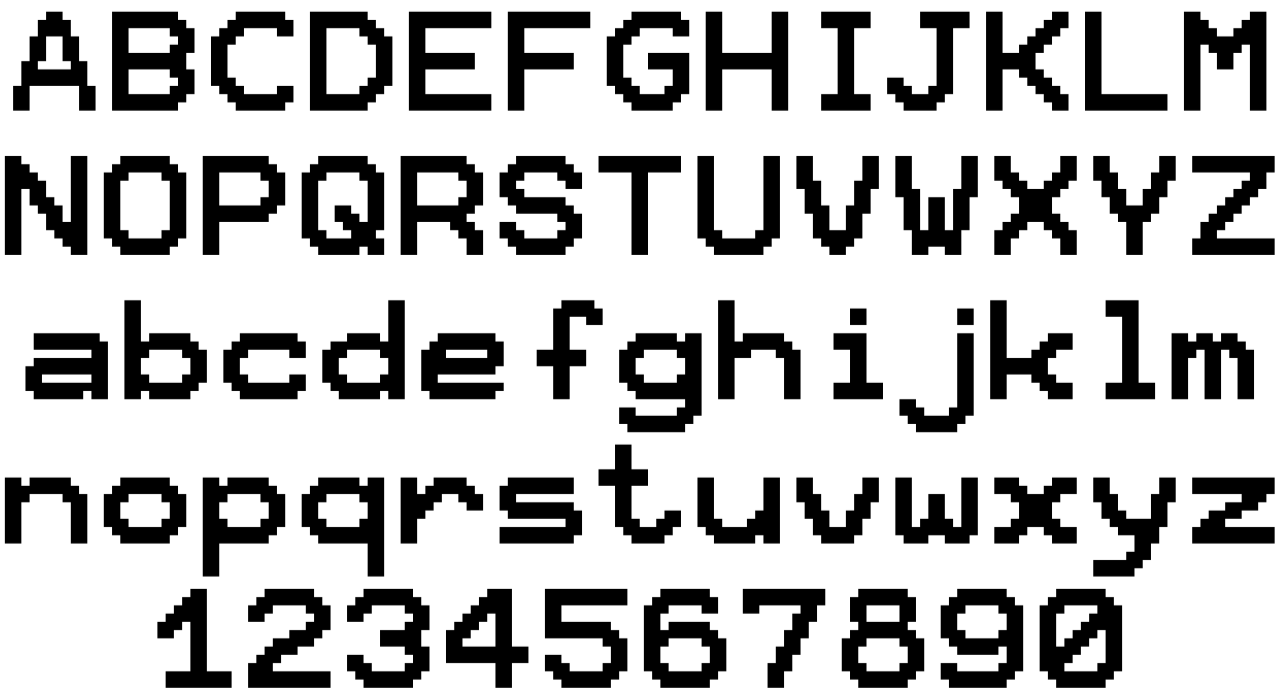 ABCDEFGHIJKLM
NOPQRSTUVWXYZ
abcdefghijklm
nopqrstuvwxyz
1234567890